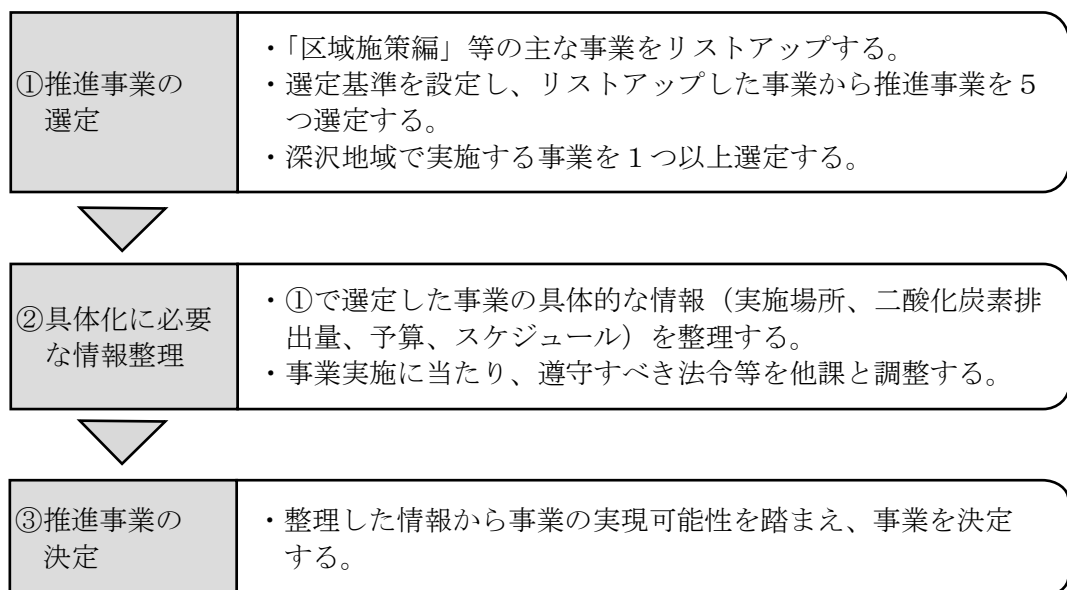 ①推進事業の
選定
・「区域施策編」等の主な事業をリストアップする。
・選定基準を設定し、リストアップした事業から推進事業を５
つ選定する。
・深沢地域で実施する事業を１つ以上選定する。
②具体化に必要
な情報整理
・①で選定した事業の具体的な情報（実施場所、二酸化炭素排
出量、予算、スケジュール）を整理する。
・事業実施に当たり、遵守すべき法令等を他課と調整する。
③推進事業の
決定
・整理した情報から事業の実現可能性を踏まえ、事業を決定
する。